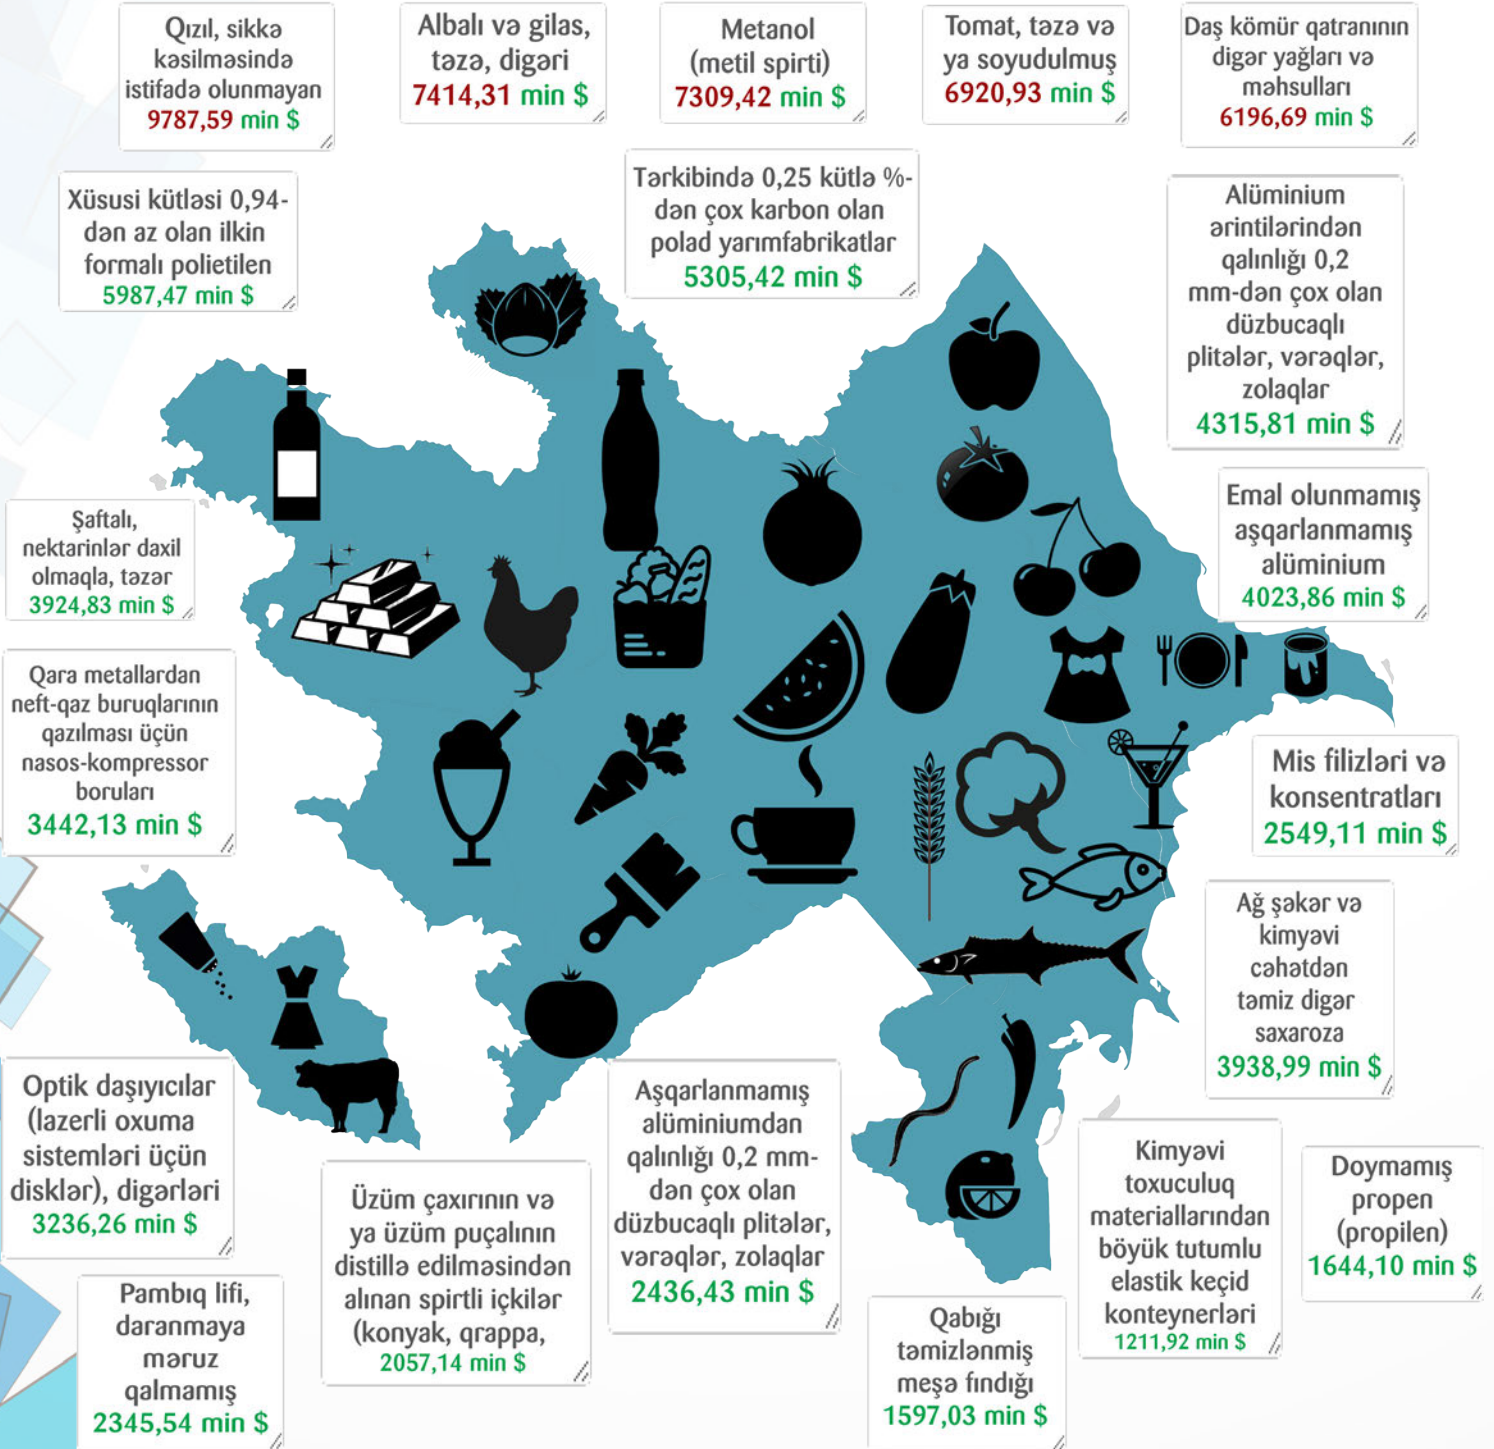 Qızıl, sikkə
kəsilməsində
istifadə olunmayan
9787,59 min $
Albalı və gilas,
təzə, digəri
7414,31 min $
Metanol
(metil spirti)
7309,42 min $
Tomat, təzə və
ya soyudulmuş
6920,93 min $
Daş kömür qatranının
digər yağları və
məhsulları
6196,69 min $
Xüsusi kütləsi 0,94-
dən az olan ilkin
formalı polietilen
5987,47 min $
Tərkibində 0,25 kütlə %-
dən çox karbon olan
polad yarımfabrikatlar
5305,42 min $
Alüminium
ərintilərindən
qalınlığı 0,2
mm-dən çox olan
düzbucaqlı
plitələr, vərəqlər,
zolaqlar
4315,81 min $
Emal olunmamış
aşqarlanmamış
alüminium
4023,86 min $
Şaftalı,
nektarinlər daxil
olmaqla, təzər
3924,83 min $
Qara metallardan
neft-qaz buruqlarının
qazılması üçün
nasos-kompressor
boruları
3442,13 min $
Mis filizləri və
konsentratları
2549,11 min $
Ağ şəkər və
kimyəvi
cəhətdən
təmiz digər
saxaroza
3938,99 min $
Optik daşıyıcılar
(lazerli oxuma
sistemləri üçün
disklər), digərləri
3236,26 min $
Üzüm çaxırının və
ya üzüm puçalının
distillə edilməsindən
alınan spirtli içkilər
(konyak, qrappa,
2057,14 min $
Aşqarlanmamış
alüminiumdan
qalınlığı 0,2 mm-
dən çox olan
düzbucaqlı plitələr,
vərəqlər, zolaqlar
2436,43 min $
Kimyəvi
toxuculuq
materiallarından
böyük tutumlu
elastik keçid
konteynerləri
1211,92 min $
Doymamış
propen
(propilen)
1644,10 min $
Pambıq lifi,
daranmaya
məruz
qalmamış
2345,54 min $
Qabığı
təmizlənmiş
meşə fındığı
1597,03 min $